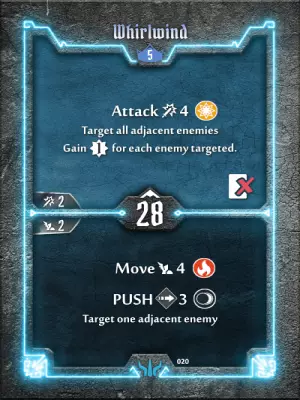 Whirlwind
5
Attack 4
Target all adjacent enemies
Gain 1 for each enemy targeted.
2
28
2
Move 4
PUSH 3
Target one adjacent enemy
020